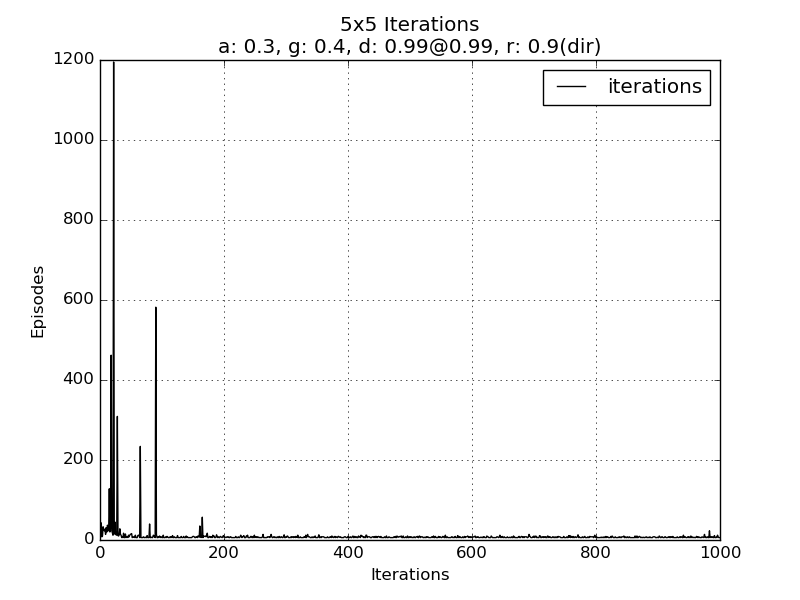 5x5 Iterations
a: 0.3, g: 0.4, d: 0.99@0.99, r: 0.9(dir)
iterations
1200
1000
800
600
400
200
0
Episodes
0 200 400 600 800 1000
Iterations